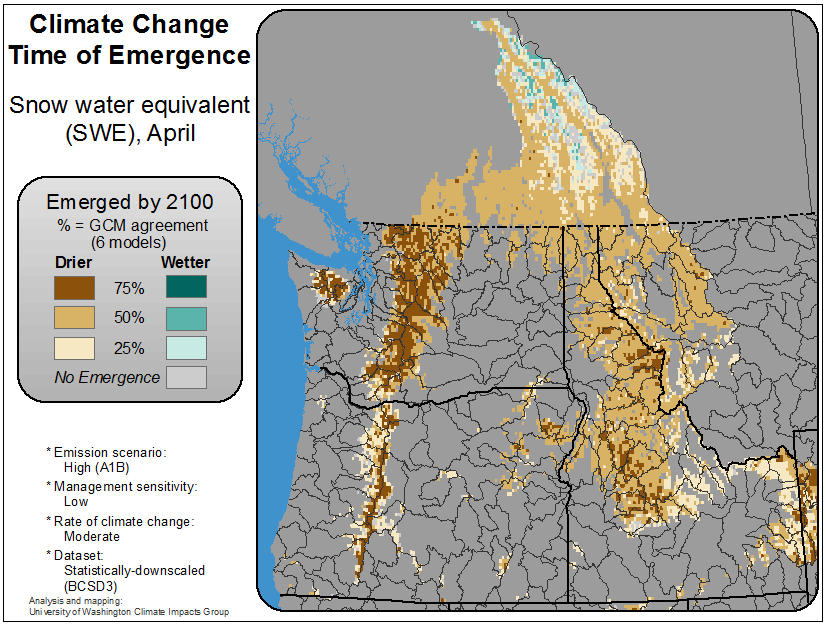 Climate Change
Time of Emergence
Snow water equivalent
(SWE), April
Emerged by 2100
% = GCM agreement
(6 models)
Drier Wetter
75%
50%
25%
No Emergence
* Emission scenario:
High (A1B)
* Management sensitivity:
Low
* Rate of climate change:
Moderate
* Dataset:
Statistically-downscaled
(BCSD3)
Analysis and mapping:
University of Washington Climate Impacts Group